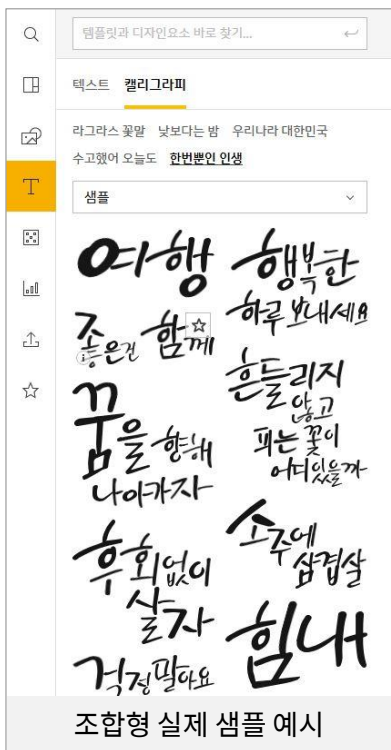 템플릿과 디자인요소 바로 찾기...
텍스트 캘리그라피
라그라스 꽃말 낯보다는 밤 우리나라 대한민국
수고했어 오늘도 한번뿐인 인생
T
샘플
여행
행복한
하루 보내세요
좋은건 함께
흔들리지
않고
피는 꽃이
어디있을까
꿈을 향해
나아가자
소주에
삼겹살
후회없이
살자
힘내
걱정말아요
조합형 실제 샘플 예시